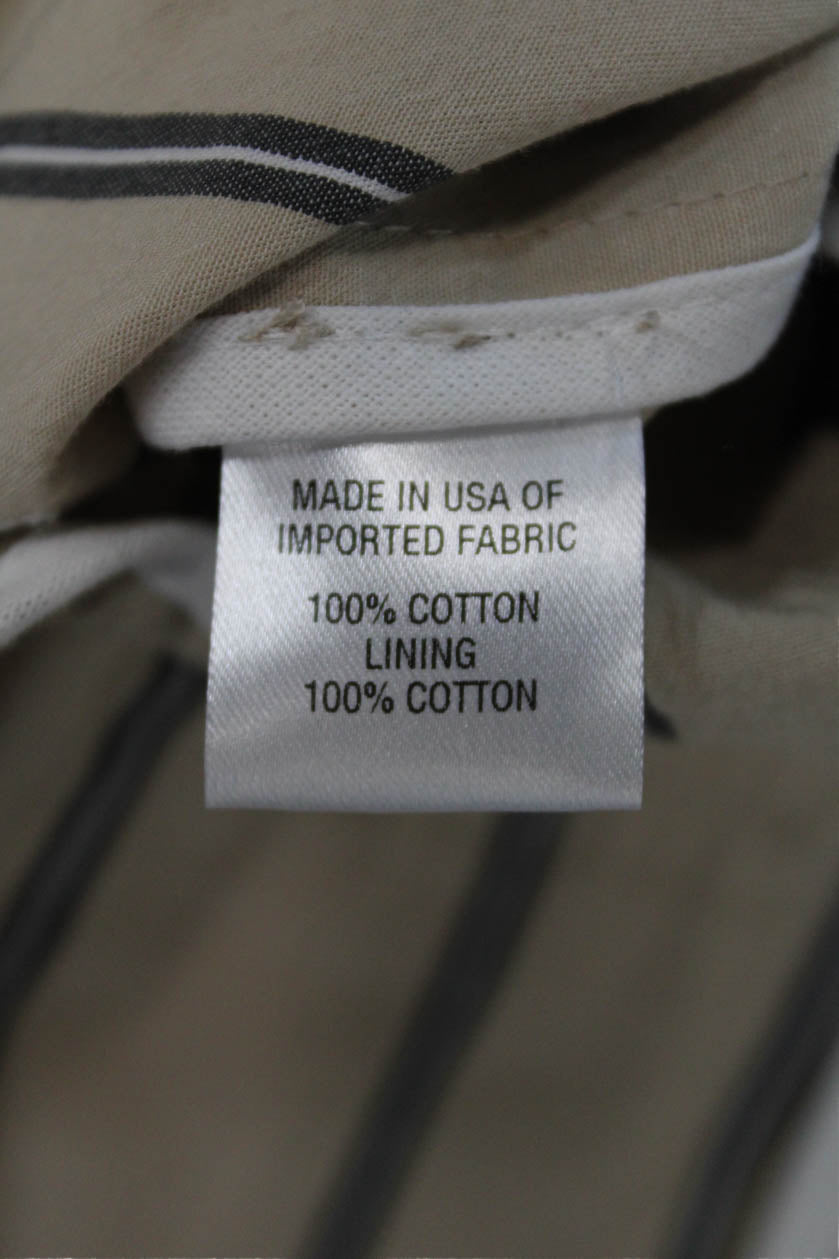 MADE IN USA OF
IMPORTED FABRIC
100% COTTON
LINING
100% COTTON